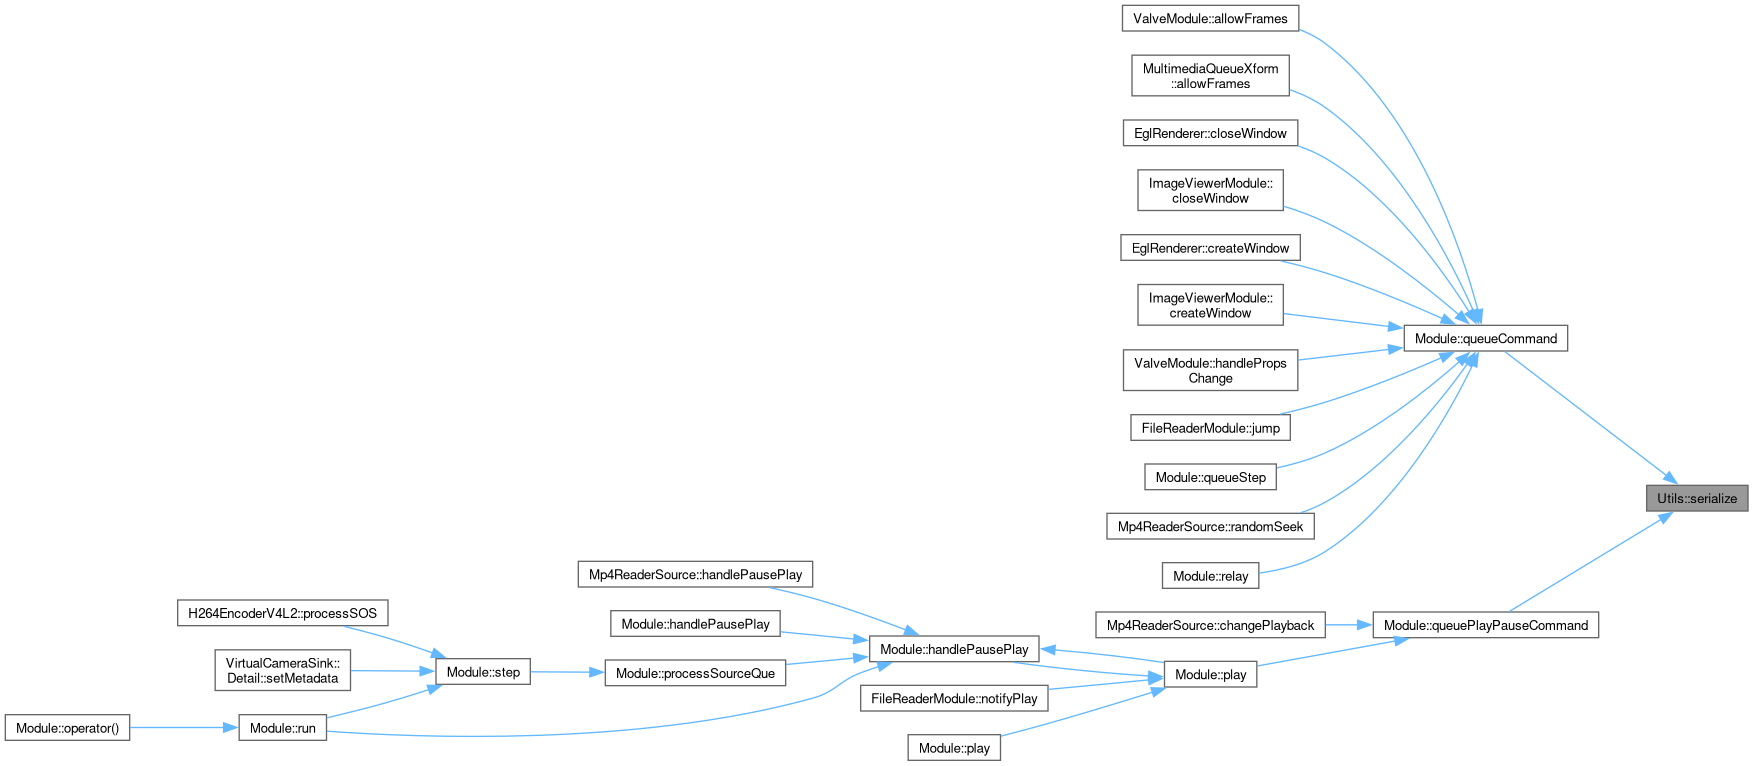 ValveModule::allowFrames
MultimediaQueueXform
::allowFrames
EglRenderer::closeWindow
ImageViewerModule::
closeWindow
EglRenderer::createWindow
ImageViewerModule::
createWindow
Module::queueCommand
ValveModule::handleProps
Change
FileReaderModule::jump
Module::queueStep
Utils::serialize
Mp4ReaderSource::randomSeek
Module::relay
Mp4ReaderSource::handlePausePlay
H264EncoderV4L2::processSOS
Module::handlePausePlay
Mp4ReaderSource::changePlayback
Module::queuePlayPauseCommand
Module::handlePausePlay
VirtualCameraSink::
Detail::setMetadata
Module::step
Module::processSourceQue
Module::play
FileReaderModule::notifyPlay
Module::operator()
Module::run
Module::play